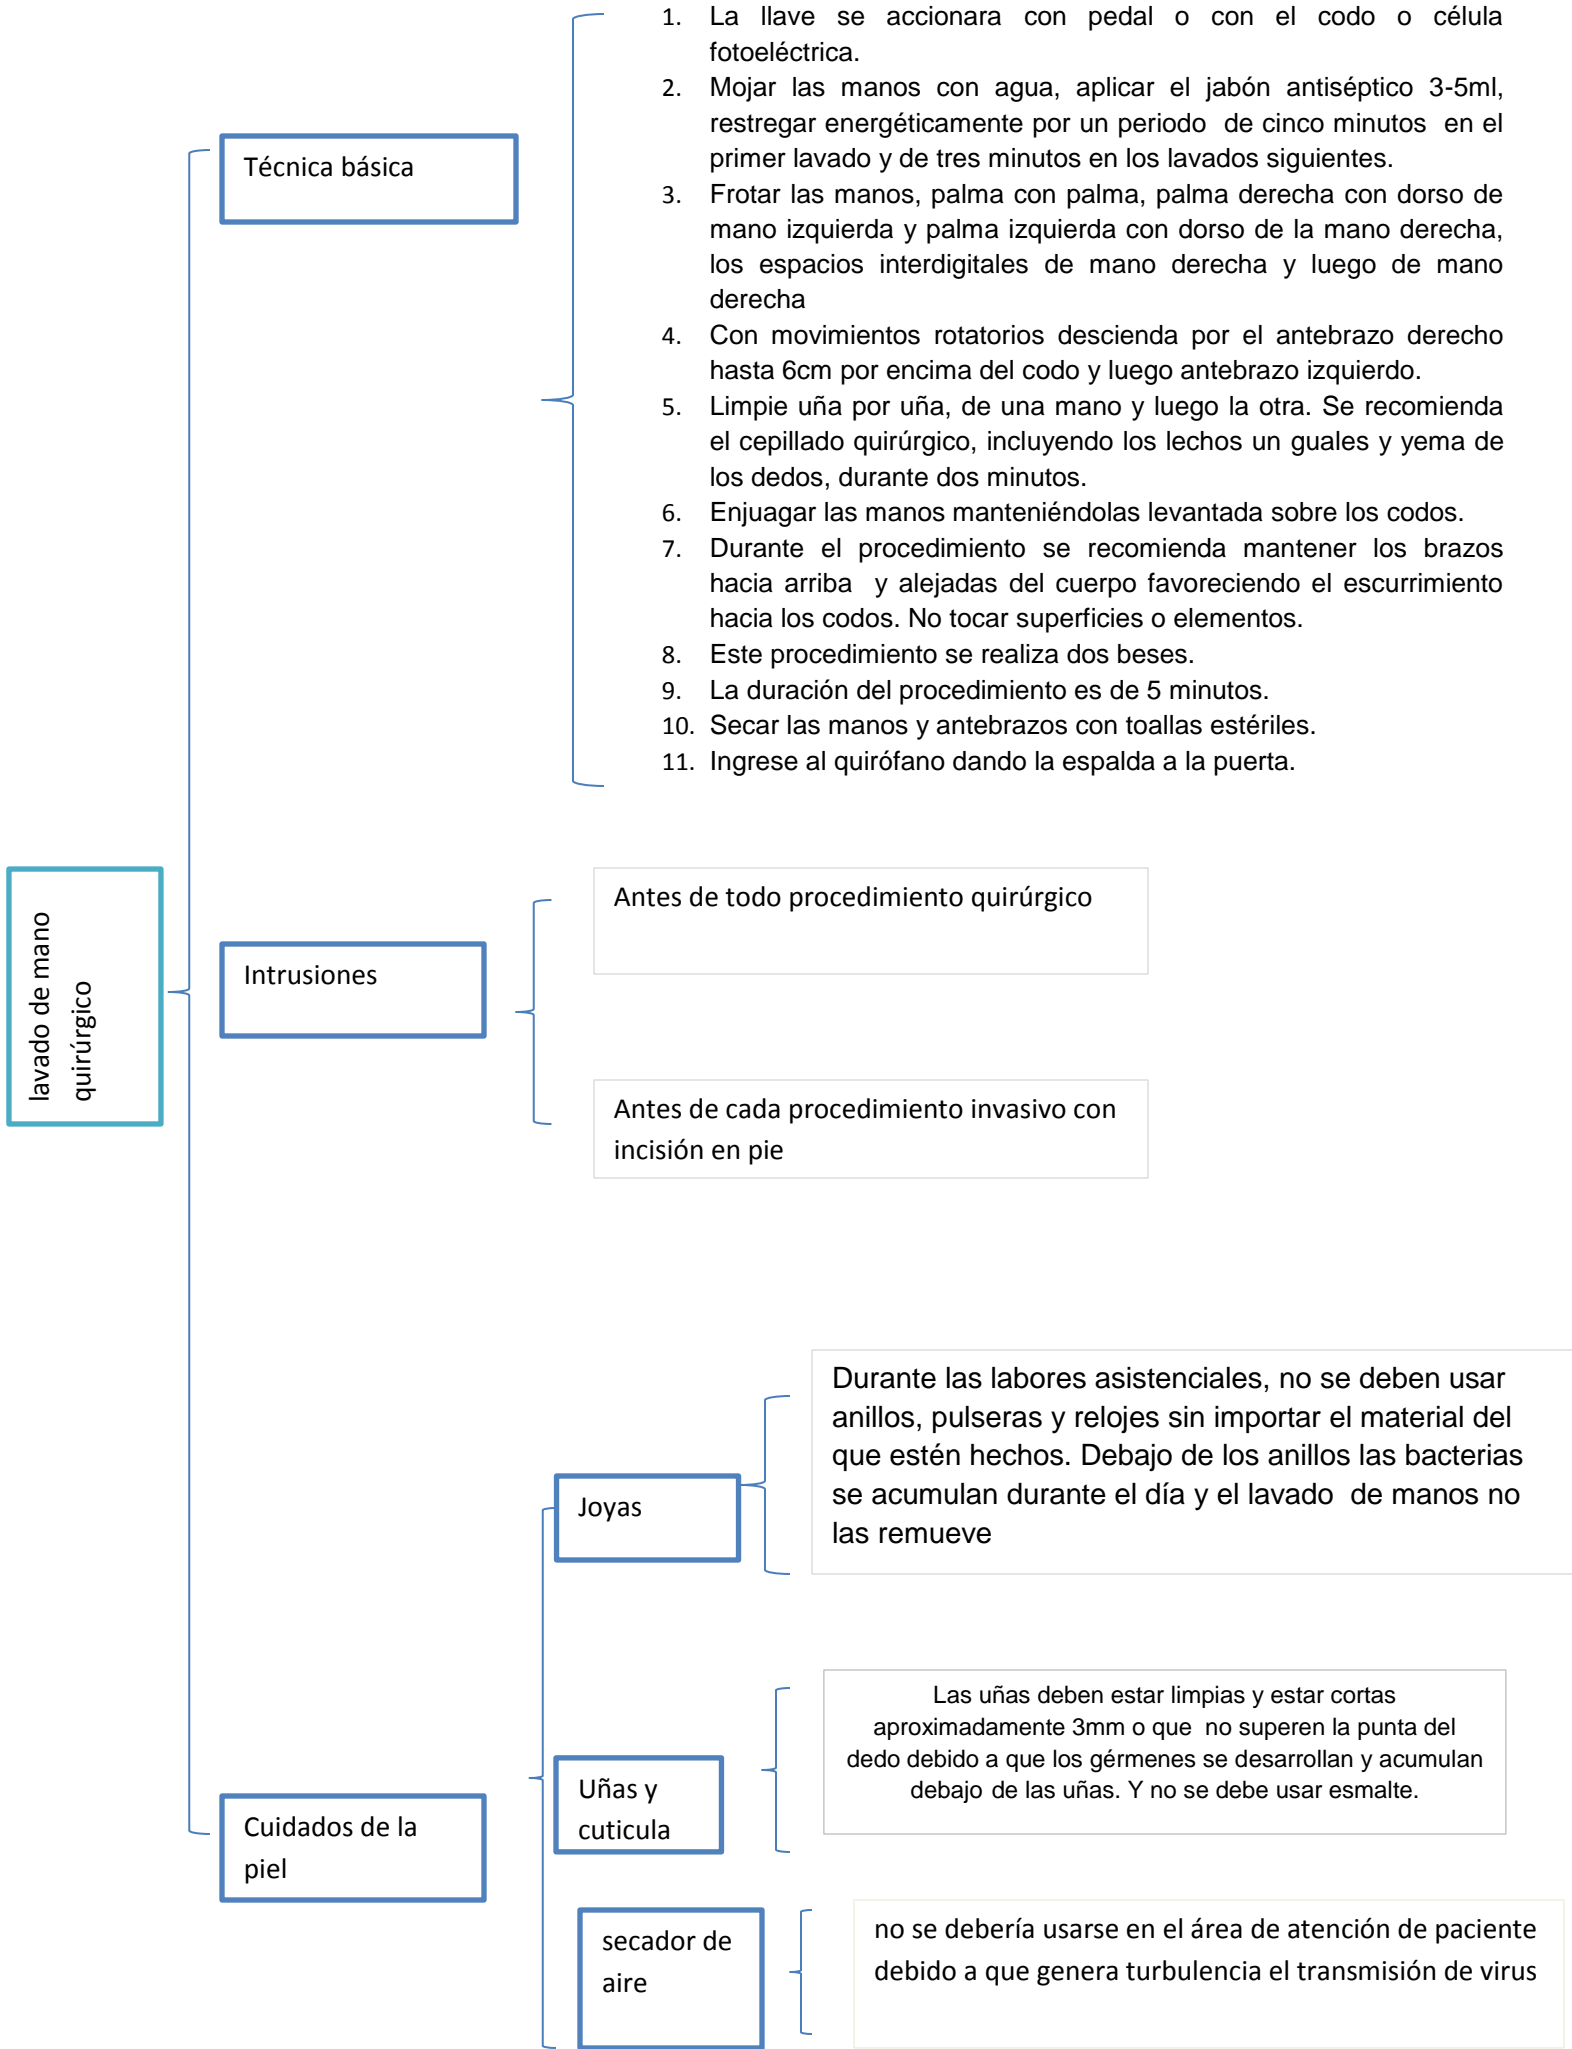 1. La llave se accionara con pedal o con el codo o célula
fotoeléctrica.
2. Mojar las manos con agua, aplicar el jabón antiséptico 3-5ml,
restregar energéticamente por un periodo de cinco minutos en el
primer lavado y de tres minutos en los lavados siguientes.
3. Frotar las manos, palma con palma, palma derecha con dorso de
mano izquierda y palma izquierda con dorso de la mano derecha,
los espacios interdigitales de mano derecha y luego de mano
derecha
4. Con movimientos rotatorios descienda por el antebrazo derecho
hasta 6cm por encima del codo y luego antebrazo izquierdo.
5. Limpie uña por uña, de una mano y luego la otra. Se recomienda
el cepillado quirúrgico, incluyendo los lechos un guales y yema de
los dedos, durante dos minutos.
6. Enjuagar las manos manteniéndolas levantada sobre los codos.
7. Durante el procedimiento se recomienda mantener los brazos
hacia arriba y alejadas del cuerpo favoreciendo el escurrimiento
hacia los codos. No tocar superficies o elementos.
8. Este procedimiento se realiza dos beses.
9. La duración del procedimiento es de 5 minutos.
10. Secar las manos y antebrazos con toallas estériles.
11. Ingrese al quirófano dando la espalda a la puerta.
Técnica básica
lavado de mano
quirúrgico
Intrusiones
Antes de todo procedimiento quirúrgico
Antes de cada procedimiento invasivo con
incisión en pie
Cuidados de la
piel
Joyas
Durante las labores asistenciales, no se deben usar
anillos, pulseras y relojes sin importar el material del
que estén hechos. Debajo de los anillos las bacterias
se acumulan durante el día y el lavado de manos no
las remueve
Uñas y
cuticula
Las uñas deben estar limpias y estar cortas
aproximadamente 3mm o que no superen la punta del
dedo debido a que los gérmenes se desarrollan y acumulan
debajo de las uñas. Y no se debe usar esmalte.
secador de
aire
no se debería usarse en el área de atención de paciente
debido a que genera turbulencia el transmisión de virus